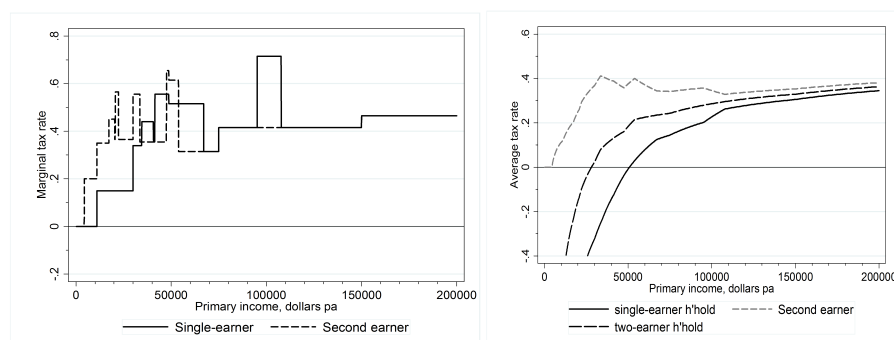 .8
.6
.4
.2
0
-.2
Marginal tax rate
0 50000 100000 150000 200000
Primary income, dollars pa
Single-earner Second earner
.6
.4
.2
0
-.2
-.4
Average tax rate
0 50000 100000 150000 200000
Primary income, dollars pa
single-earner h'hold Second earner
two-earner h'hold